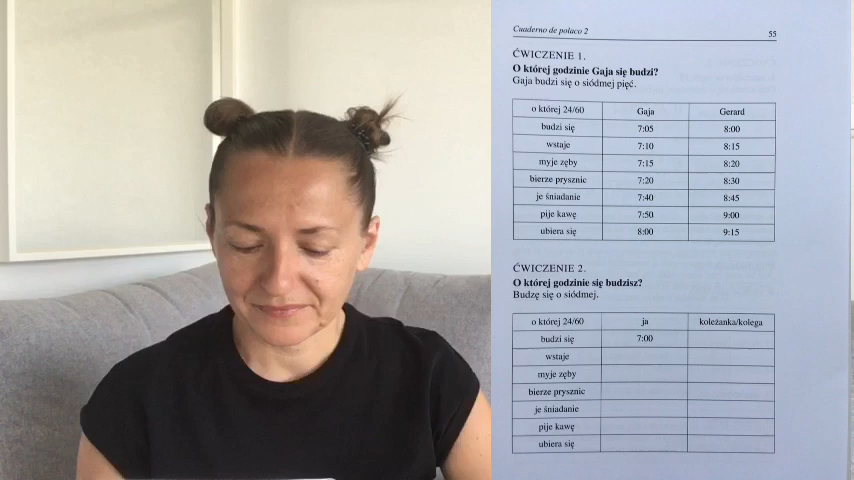 Cuaderno de polaco 2 55
ĆWICZENIE 1.
O której godzinie Gaja się budzi?
Gaja budzi się o siódmej pięć.
o której 24/60 Gaja Gerard
budzi się 7:05 8:00
wstaje 7:10 8:15
myje zęby 7:15 8:20
bierze prysznic 7:20 8:30
je śniadanie 7:40 8:45
pije kawę 7:50 9:00
ubiera się 8:00 9:15
ĆWICZENIE 2.
O której godzinie się budzisz?
Budzę się o siódmej.
o której 24/60 ja koleżanka/kolega
budzi się 7:00
wstaje
myje zęby
bierze prysznic
je śniadanie
pije kawę
ubiera się